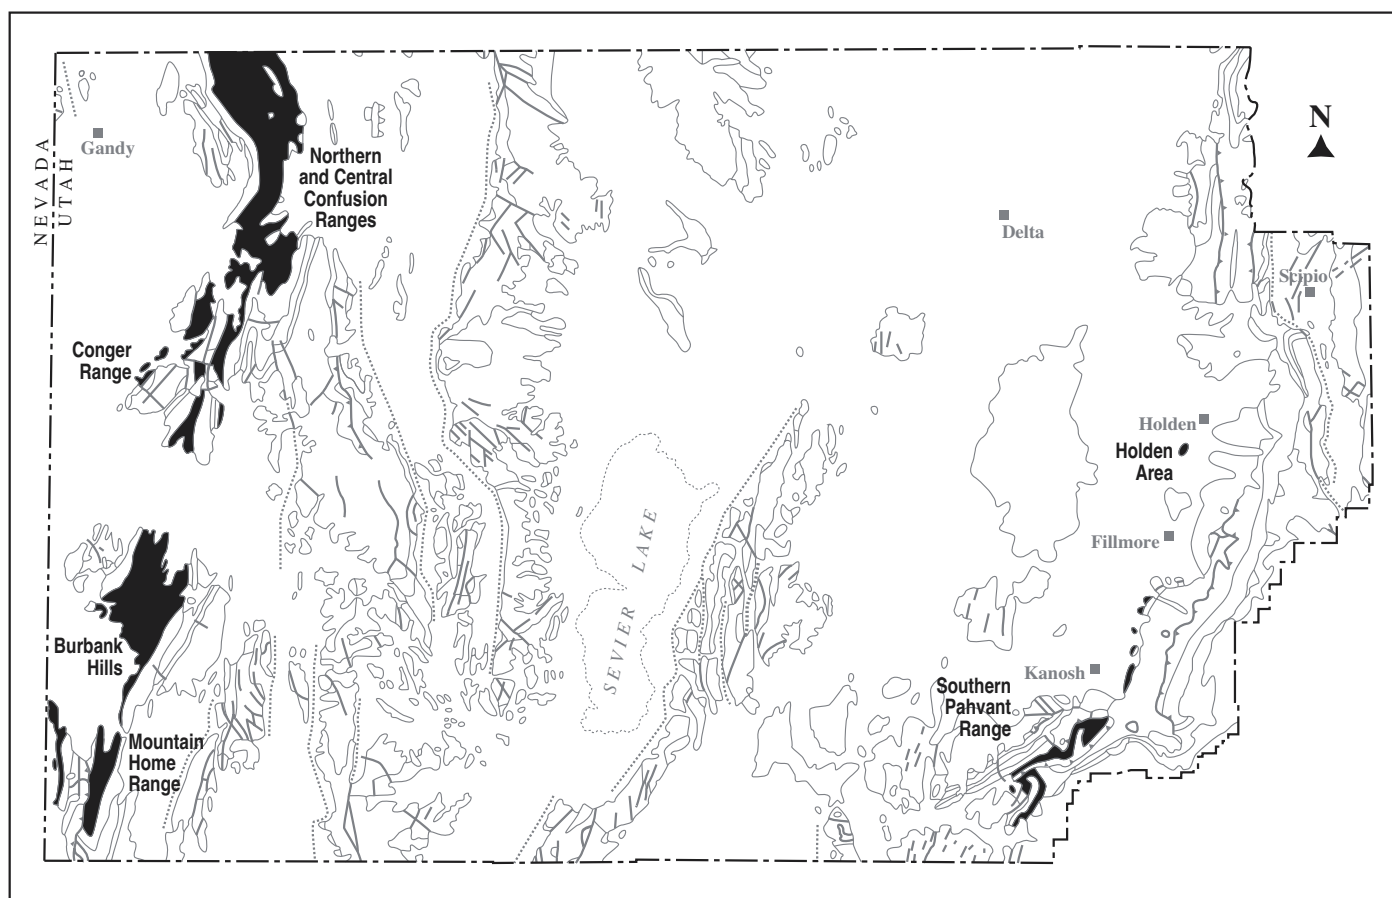 N
Gandy
NEVADA
UTAH
Northern
and Central
Confusion
Ranges
Delta
Scipio
Conger
Range
Holden
Holden
Area
SEVIER LAKE
Fillmore
Burbank
Hills
Kanosh
Southern
Pahvant
Range
Mountain
Home
Range